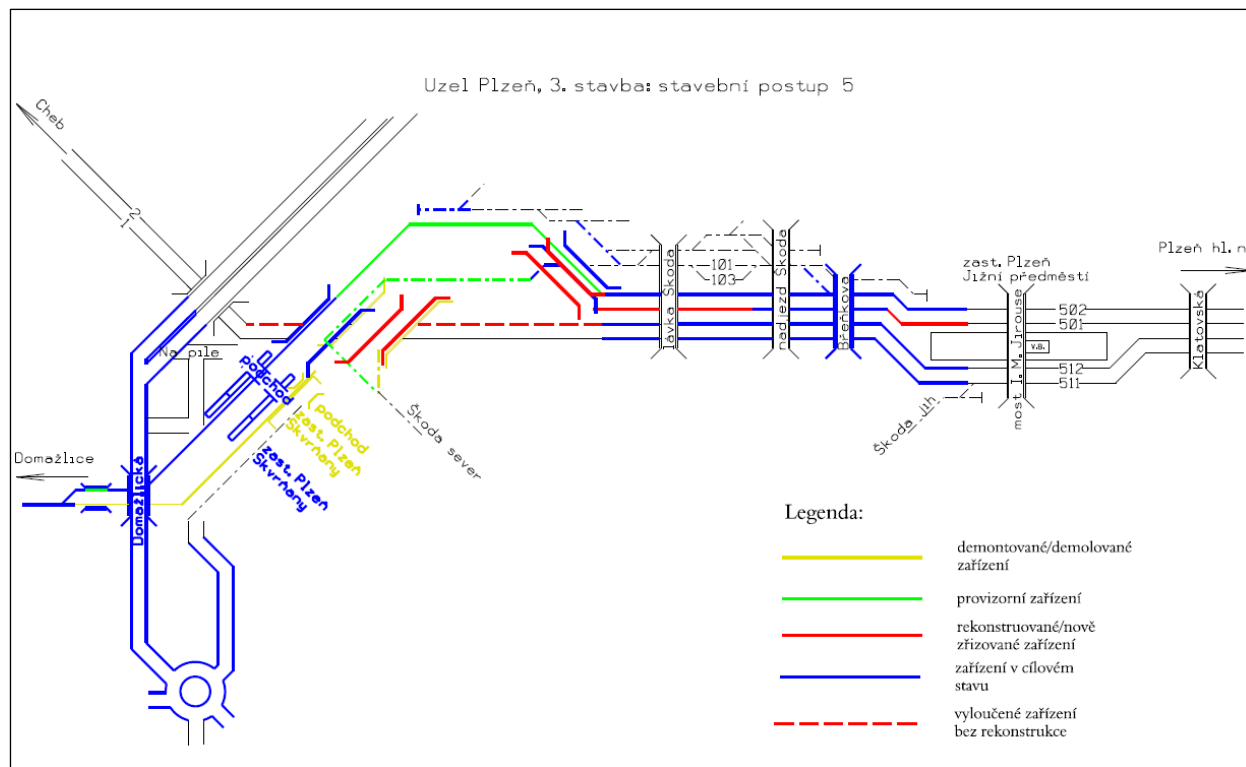 Uzel Plzeň, 3. stavba: stavební postup 5
Cheb
2
1
Na pile
podchod
podchod
zast. Plzeň
Skvrňany
zast. Plzeň
Skvrňany
Škoda sever
Domažlice
Domažlická
101
103
lávka Škoda
nadjezd Škoda
Břeňkova
zast. Plzeň
Jižní předměstí
Plzeň hl. n
502
501
v.B.
512
511
most I. M. Jirouse
Klatovská
Škoda jih
Legenda:
demontované/demolované
zařízení
provizorní zařízení
rekonstruované/nově
zřizované zařízení
zařízení v cílovém
stavu
vyloučené zařízení
bez rekonstrukce